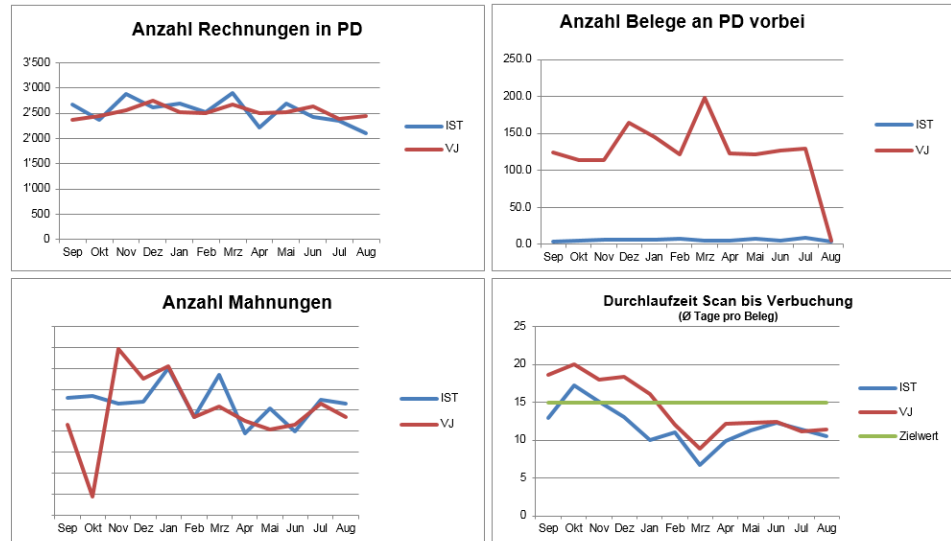 Anzahl Rechnungen in PD
3'500
3'000
2'500
2'000
1'500
1'000
500
0
Sep Okt Nov Dez Jan Feb Mrz Apr Mai Jun Jul Aug
IST
VJ
Anzahl Belege an PD vorbei
250.0
200.0
150.0
100.0
50.0
0.0
Sep Okt Nov Dez Jan Feb Mrz Apr Mai Jun Jul Aug
IST
VJ
Anzahl Mahnungen
Sep Okt Nov Dez Jan Feb Mrz Apr Mai Jun Jul Aug
IST
VJ
Durchlaufzeit Scan bis Verbuchung
(Ø Tage pro Beleg)
25
20
15
10
5
0
Sep Okt Nov Dez Jan Feb Mrz Apr Mai Jun Jul Aug
IST
VJ
Zielwert